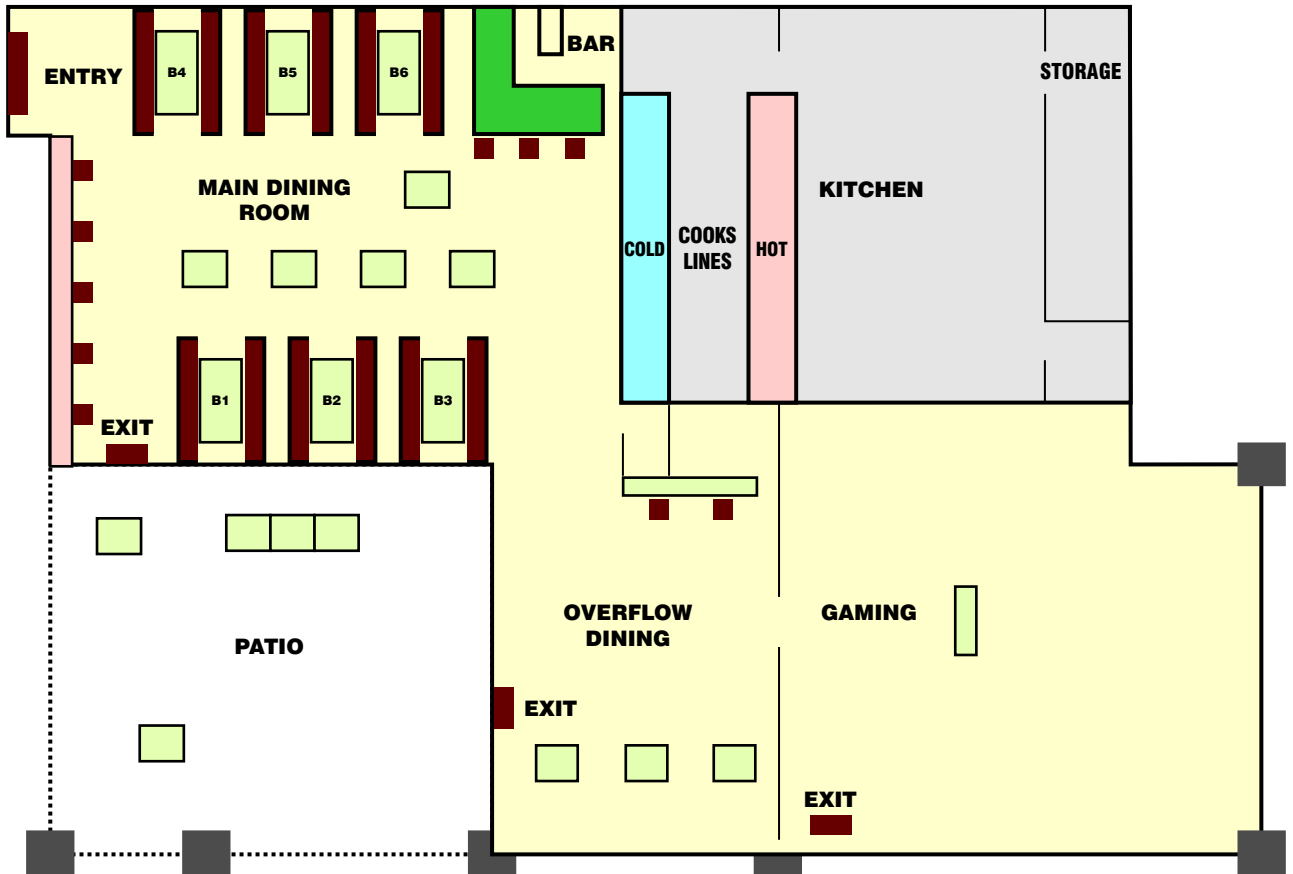 BAR
ENTRY
B4
B5
B6
STORAGE
MAIN DINING
ROOM
KITCHEN
COLD
COOKS
LINES
HOT
B1
B2
B3
EXIT
OVERFLOW
DINING
GAMING
PATIO
EXIT
EXIT